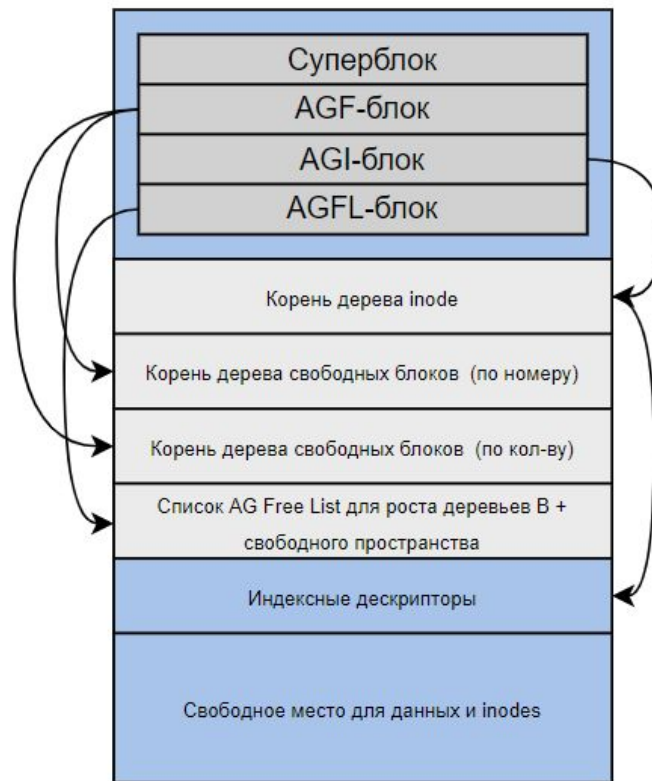 Суперблок
AGF-блок
AGI-блок
AGFL-блок
Корень дерева inode
Корень дерева свободных блоков (по номеру)
Корень дерева свободных блоков (по кол-ву)
Список AG Free List для роста деревьев B +
свободного пространства
Индексные дескрипторы
Свободное место для данных и inodes